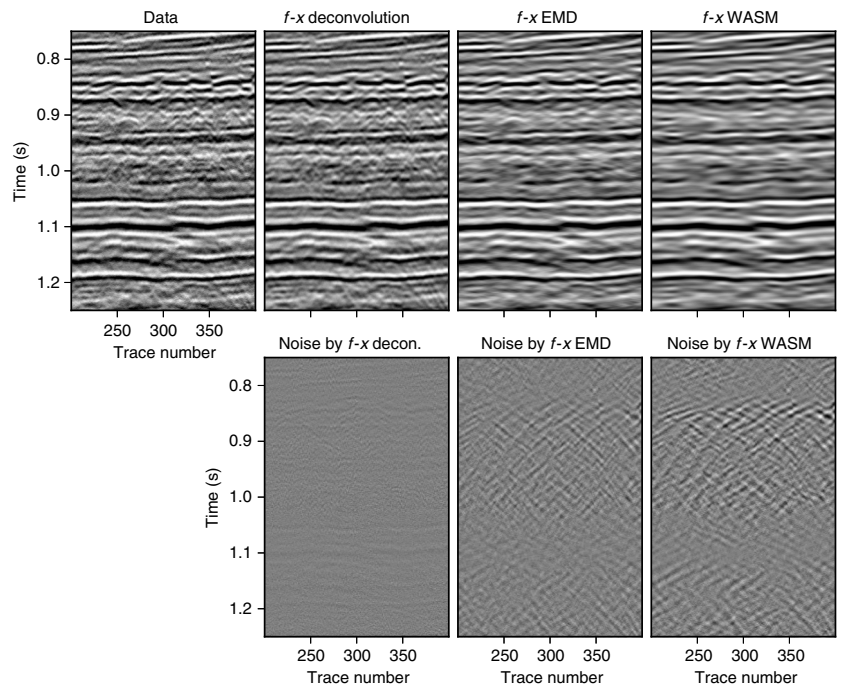 Data
f-x deconvolution
f-x EMD
f-x WASM
Time (s)
0.8
0.9
1.0
1.1
1.2
250 300 350
Trace number
Noise by f-x decon.
Noise by f-x EMD
Noise by f-x WASM
Time (s)
0.8
0.9
1.0
1.1
1.2
250 300 350
250 300 350
250 300 350
Trace number
Trace number
Trace number